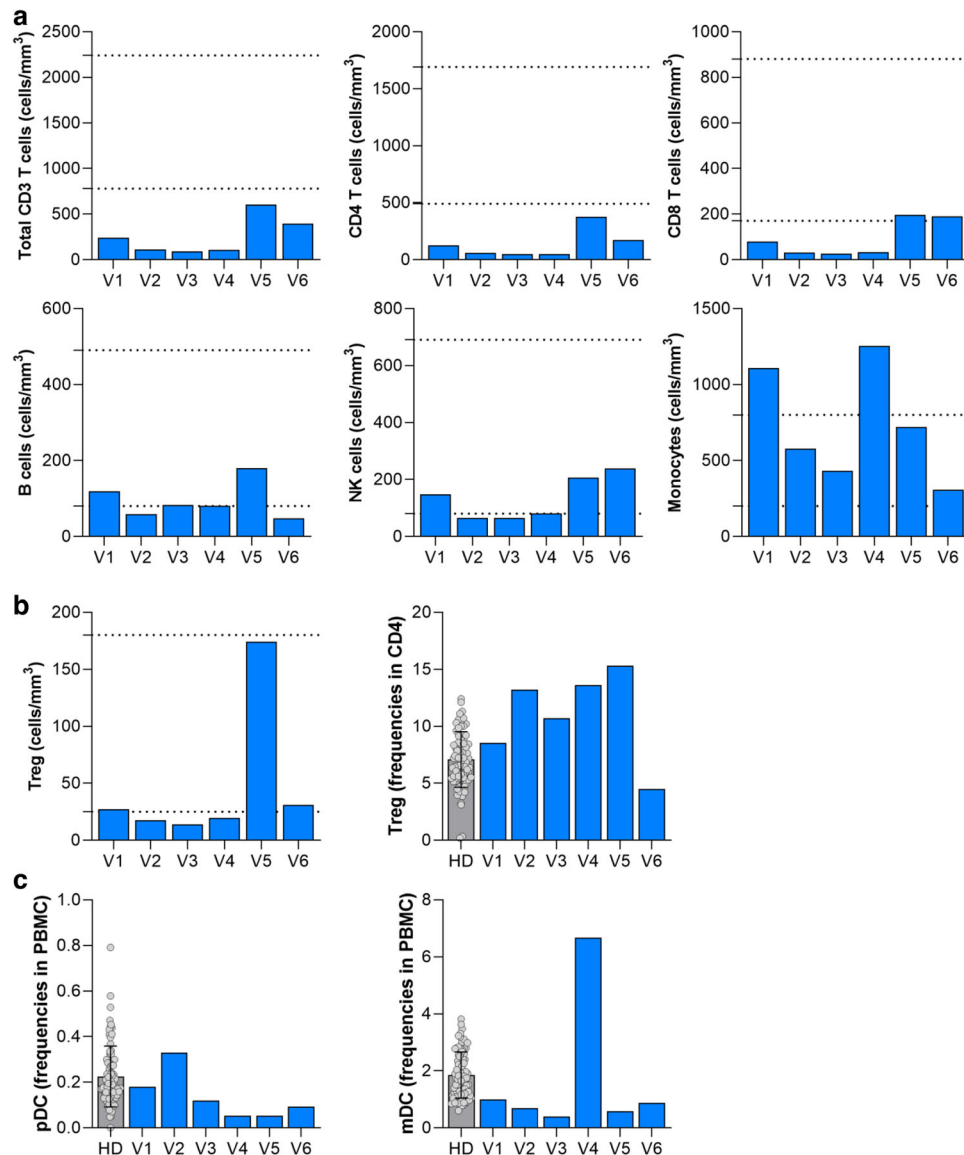 a
Total CD3 T cells (cells/mm³)
2500
2000
1500
1000
500
0
V1 V2 V3 V4 V5 V6
CD4 T cells (cells/mm³)
2000
1500
1000
500
0
V1 V2 V3 V4 V5 V6
CD8 T cells (cells/mm³)
1000
800
600
400
200
0
V1 V2 V3 V4 V5 V6
B cells (cells/mm³)
600
400
200
0
V1 V2 V3 V4 V5 V6
NK cells (cells/mm³)
800
600
400
200
0
V1 V2 V3 V4 V5 V6
Monocytes (cells/mm³)
1500
1000
500
0
V1 V2 V3 V4 V5 V6
b
Treg (cells/mm³)
200
150
100
50
0
V1 V2 V3 V4 V5 V6
Treg (frequencies in CD4)
20
15
10
5
0
HD V1 V2 V3 V4 V5 V6
c
pDC (frequencies in PBMC)
1.0
0.8
0.6
0.4
0.2
0.0
HD V1 V2 V3 V4 V5 V6
mDC (frequencies in PBMC)
8
6
4
2
0
HD V1 V2 V3 V4 V5 V6